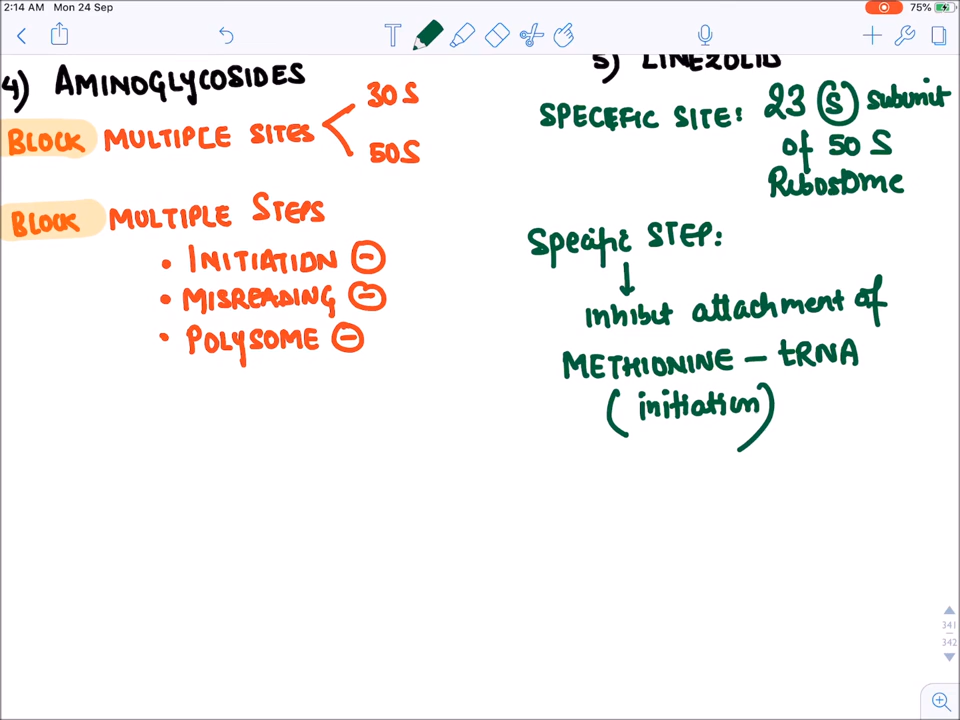 2:14 AM Mon 24 Sep
75%
T
4) AMINOGLYCOSIDES
BLOCK MULTIPLE SITES
30 S
50S
BLOCK MULTIPLE STEPS
• INITIATION ⊖
• MISREADING ⊖
• POLYSOME ⊖
5) LINEZOLID
SPECEFIC SITE: 23 (S) subunit
of 50 S
RibosOme
Specific STEP:
↓
Inhibit attachment of
METHIONINE – tRNA
(initiation)
341
342